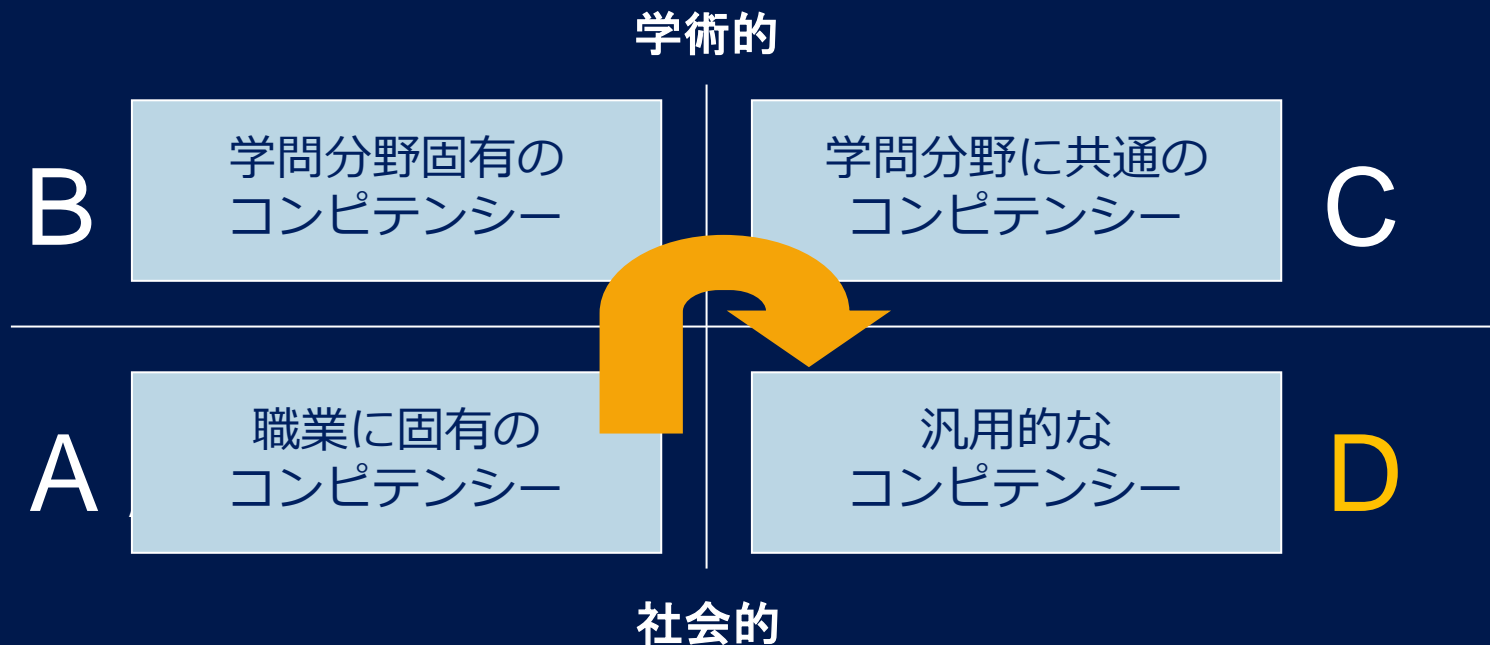 学術的
B
学問分野固有の
コンピテンシー
学問分野に共通の
コンピテンシー
C
A
職業に固有の
コンピテンシー
汎用的な
コンピテンシー
D
社会的